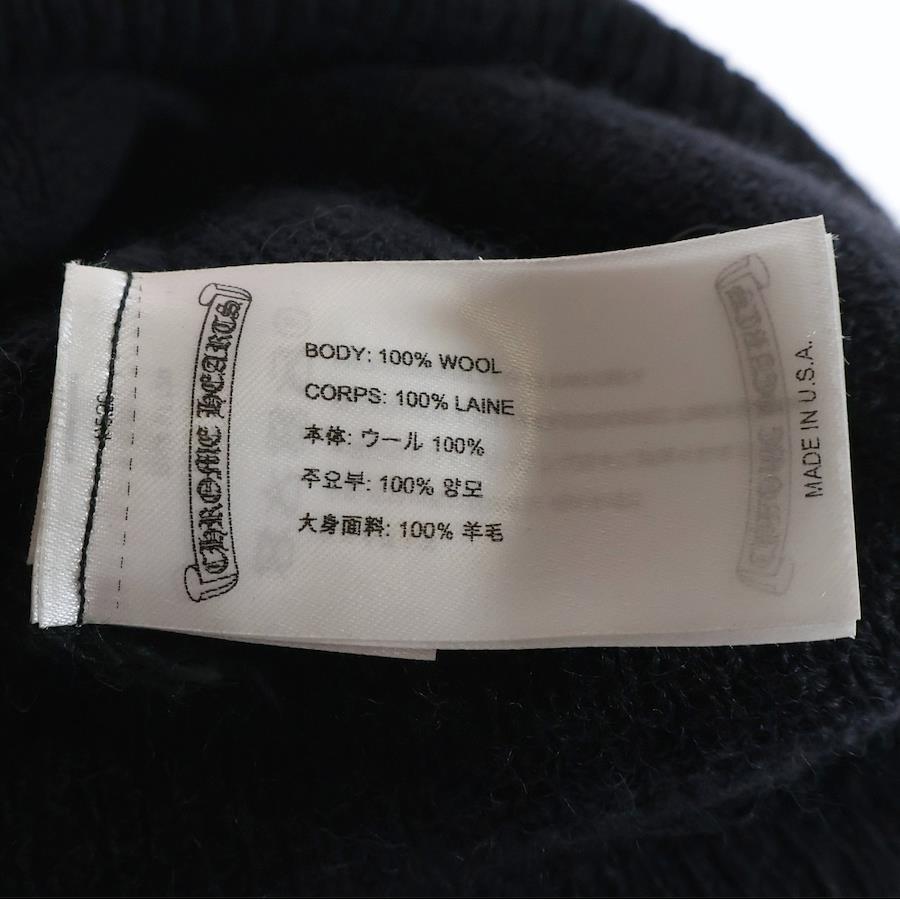 CHROME HEARTS
BODY: 100% WOOL
CORPS: 100% LAINE
本体: ウール 100%
주요부: 100% 양모
大身面料: 100% 羊毛
MADE IN U.S.A.